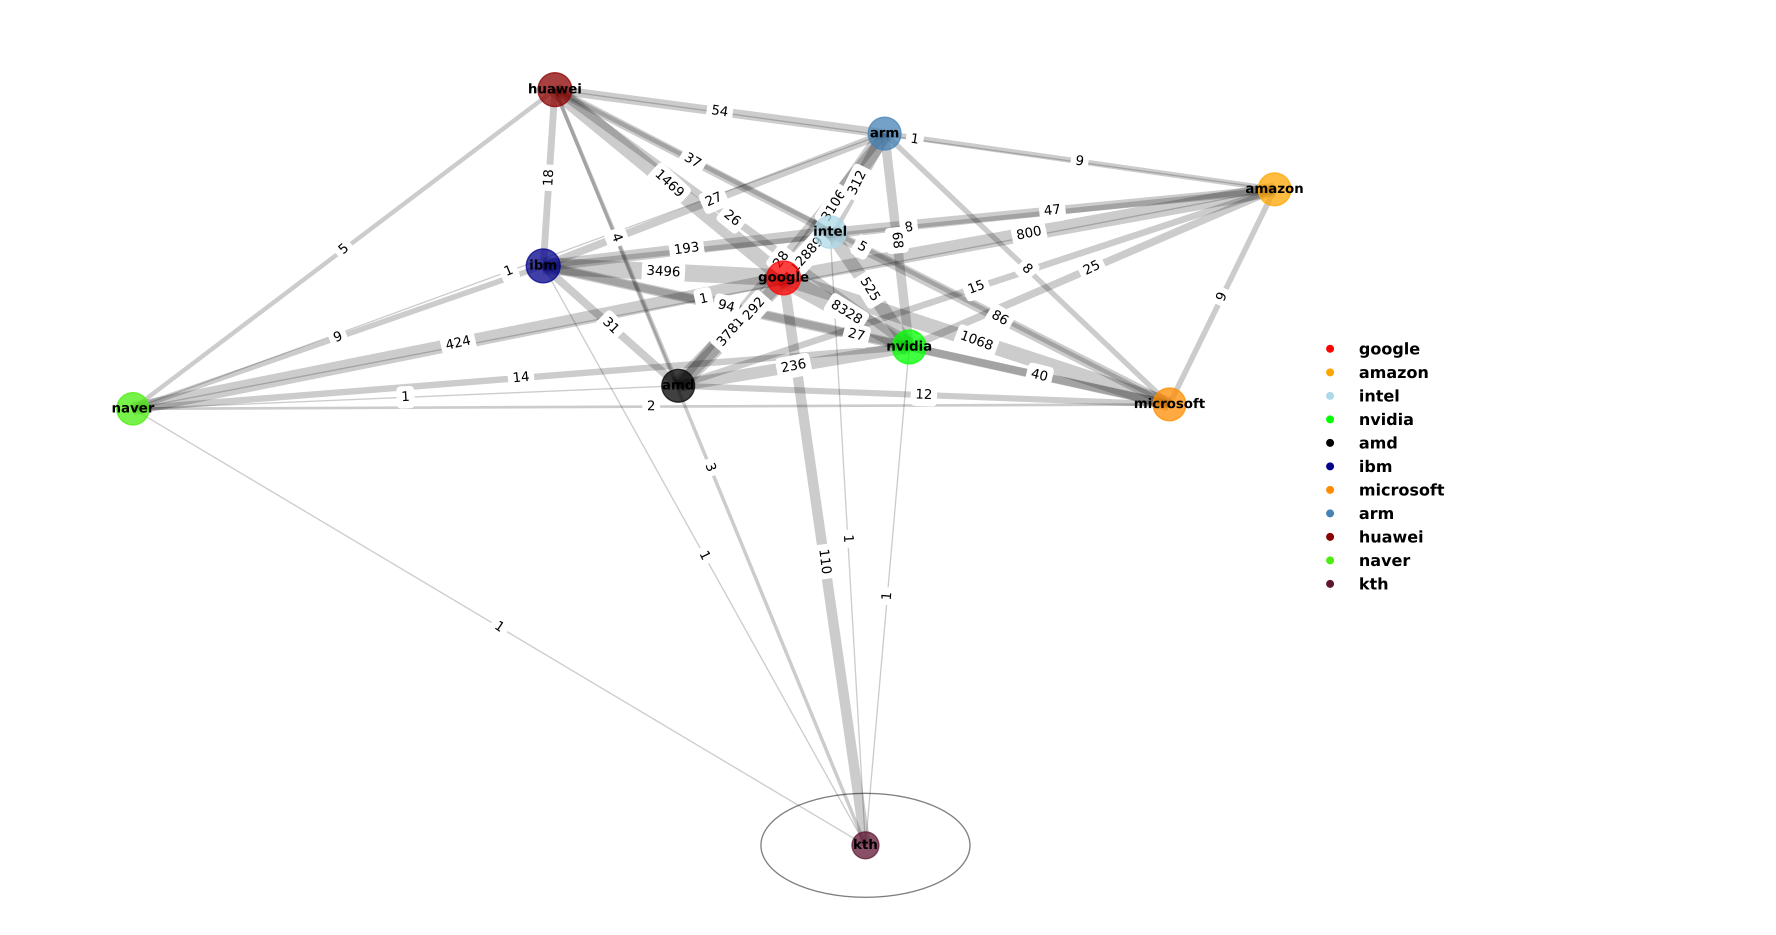 huawei
54
arm
1
9
18
37
1469
312
amazon
27
3106
47
26
8
intel
800
68
4
5
193
5
2889
28
ibm
1
3496
google
8
25
15
525
1
94
292
8328
9
86
9
31
3781
27
1068
424
nvidia
236
40
14
amd
12
1
2
naver
microsoft
3
1
110
1
1
1
kth
google
amazon
intel
nvidia
amd
ibm
microsoft
arm
huawei
naver
kth